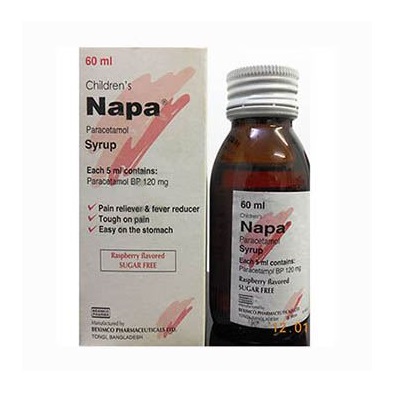 60 ml
Children's
Napa®
Paracetamol
Syrup
Each 5 ml contains:
Paracetamol BP 120 mg
✓ Pain reliever & fever reducer
✓ Tough on pain
✓ Easy on the stomach
Raspberry flavored
SUGAR FREE
Manufactured by
BEXIMCO PHARMACEUTICALS LTD.
TONGI, BANGLADESH
60 ml
Children's
Napa
Paracetamol
Syrup
Each 5 ml contains:
Paracetamol BP 120 mg
Raspberry flavored
SUGAR FREE
Manufactured by
BEXIMCO PHARMACEUTICALS
12 01